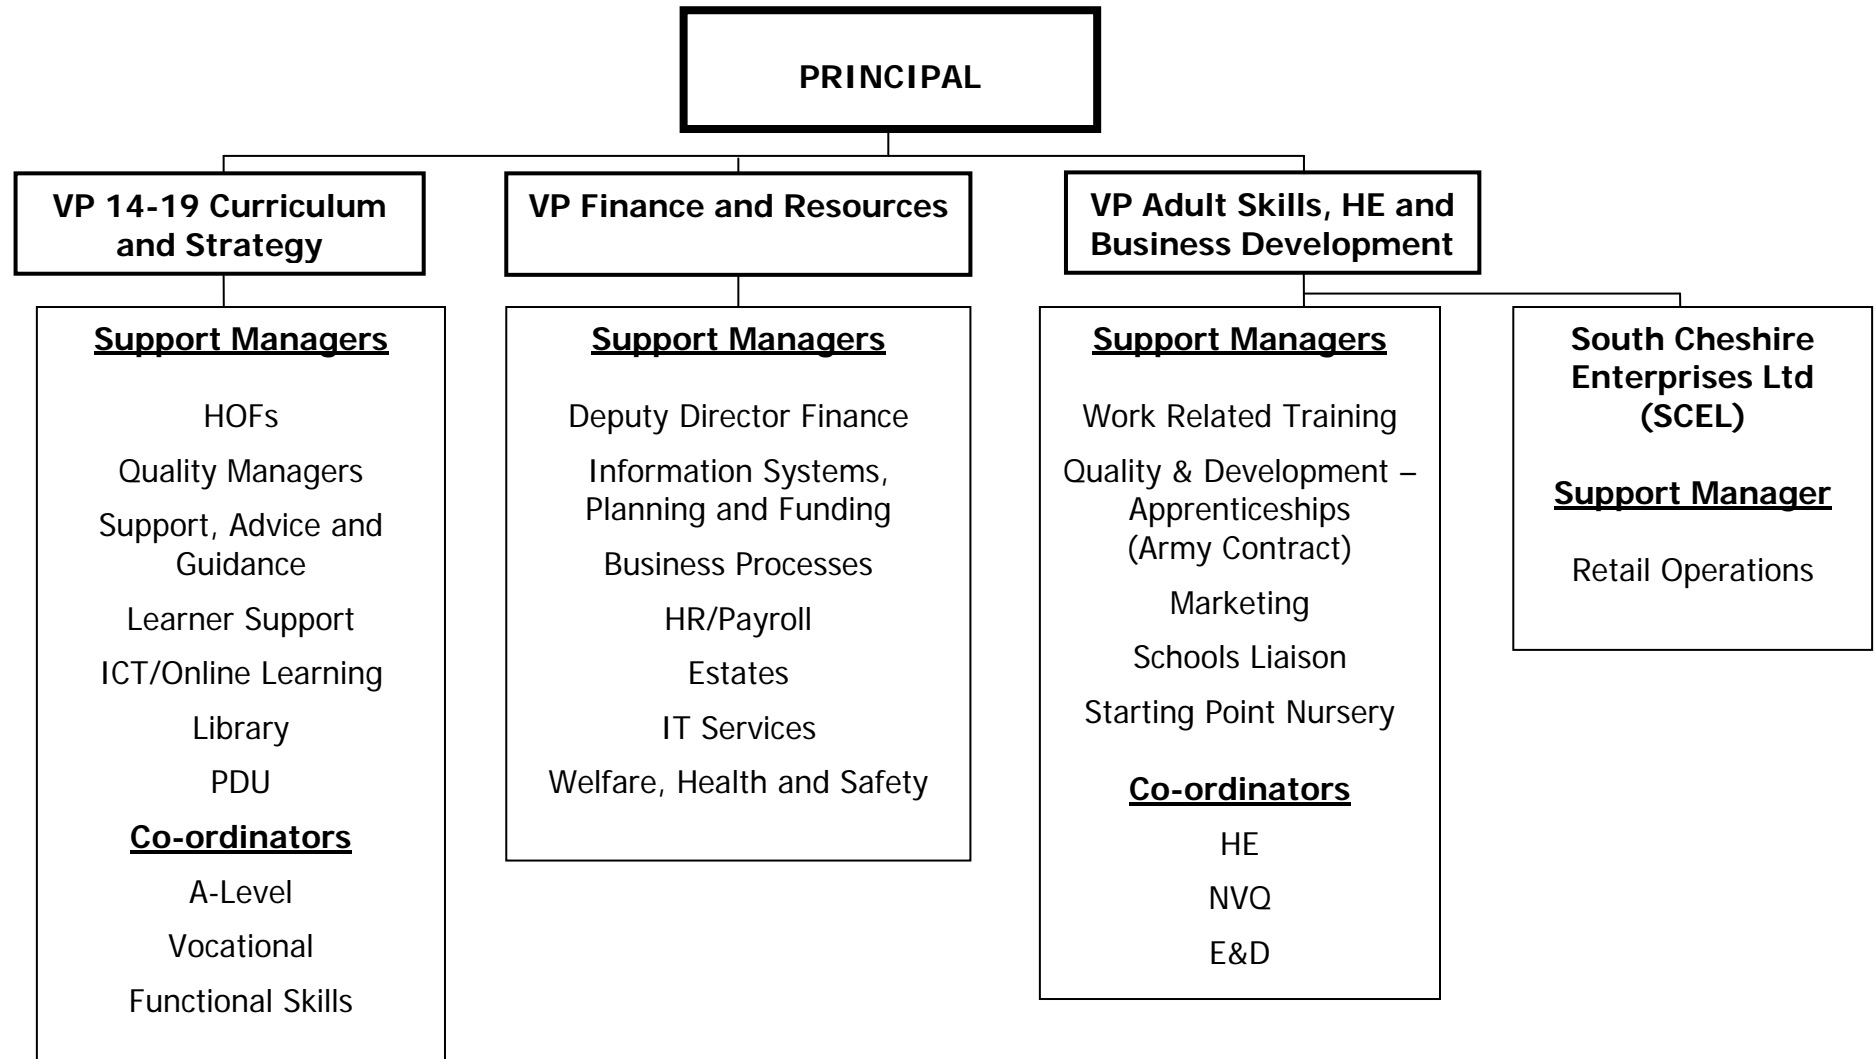 PRINCIPAL
VP 14-19 Curriculum
and Strategy
VP Finance and Resources
VP Adult Skills, HE and
Business Development
Support Managers
HOFs
Quality Managers
Support, Advice and
Guidance
Learner Support
ICT/Online Learning
Library
PDU
Co-ordinators
A-Level
Vocational
Functional Skills
Support Managers
Deputy Director Finance
Information Systems,
Planning and Funding
Business Processes
HR/Payroll
Estates
IT Services
Welfare, Health and Safety
Support Managers
Work Related Training
Quality & Development –
Apprenticeships
(Army Contract)
Marketing
Schools Liaison
Starting Point Nursery
Co-ordinators
HE
NVQ
E&D
South Cheshire
Enterprises Ltd
(SCEL)
Support Manager
Retail Operations